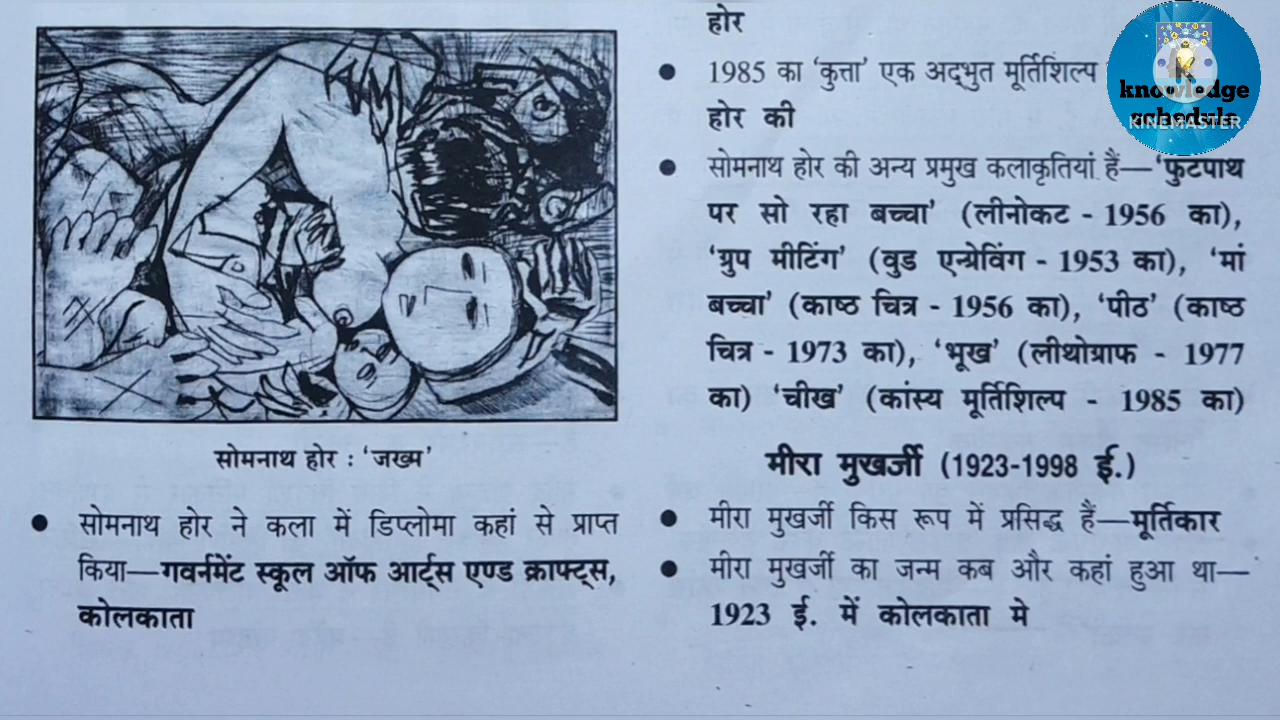 सोमनाथ होर : 'जख्म'
● सोमनाथ होर ने कला में डिप्लोमा कहां से प्राप्त
किया—गवर्नमेंट स्कूल ऑफ आर्ट्स एण्ड क्राफ्ट्स,
कोलकाता
होर
● 1985 का 'कुत्ता' एक अद्भुत मूर्तिशिल्प
होर की
● सोमनाथ होर की अन्य प्रमुख कलाकृतियां हैं—'फुटपाथ
पर सो रहा बच्चा' (लीनोकट - 1956 का),
'ग्रुप मीटिंग' (वुड एन्ग्रेविंग - 1953 का), 'मां
बच्चा' (काष्ठ चित्र - 1956 का), 'पीठ' (काष्ठ
चित्र - 1973 का), 'भूख' (लीथोग्राफ - 1977
का) 'चीख' (कांस्य मूर्तिशिल्प - 1985 का)
मीरा मुखर्जी (1923-1998 ई.)
● मीरा मुखर्जी किस रूप में प्रसिद्ध हैं—मूर्तिकार
● मीरा मुखर्जी का जन्म कब और कहां हुआ था—
1923 ई. में कोलकाता मे
knowledge
schedule
KINEMASTER